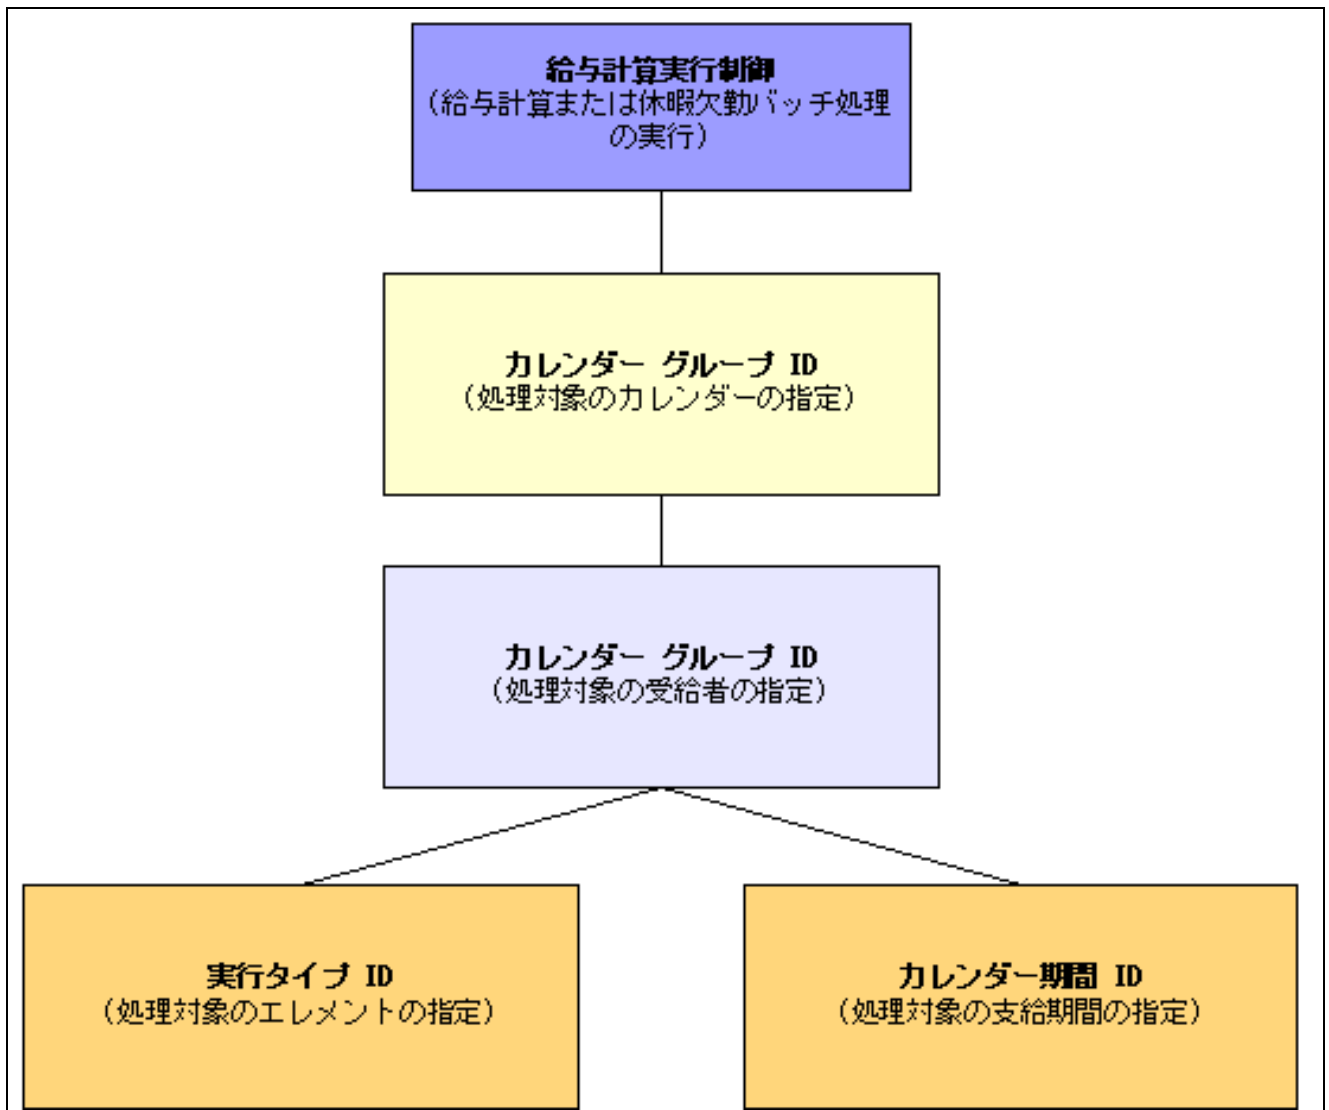 給与計算実行制御
（給与計算または休暇欠勤バッチ処理
の実行）
カレンダー グループ ID
（処理対象のカレンダーの指定）
カレンダー グループ ID
（処理対象の受給者の指定）
実行タイプ ID
（処理対象のエレメントの指定）
カレンダー期間 ID
（処理対象の支給期間の指定）